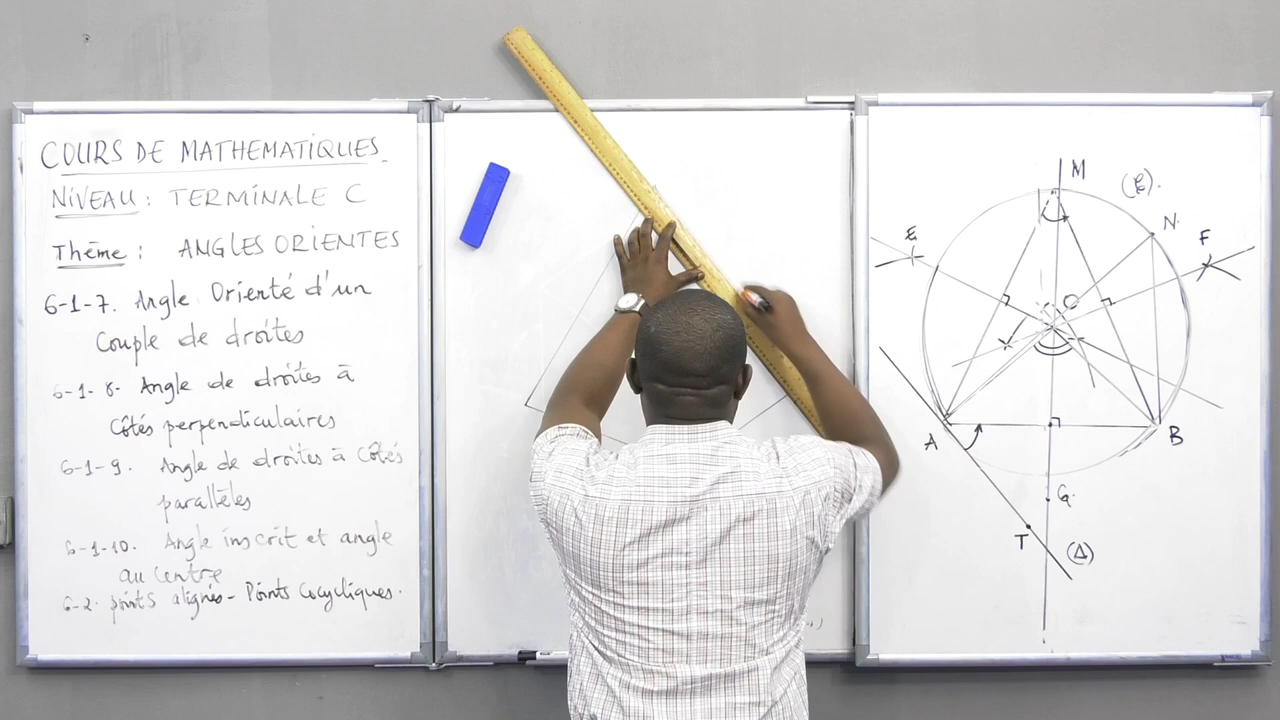 COURS DE MATHEMATIQUES
NIVEAU : TERMINALE C
Thème : ANGLES ORIENTES
6-1-7. Angle Orienté d'un
Couple de droites
6-1-8- Angle de droites à
Côtés perpendiculaires
6-1-9. Angle de droites à Côtés
parallèles
6-1-10. Angle inscrit et angle
au Centre
6-2. points alignés - Points Cocycliques.
M
N
E
F
O
A
B
G
T
(Δ)